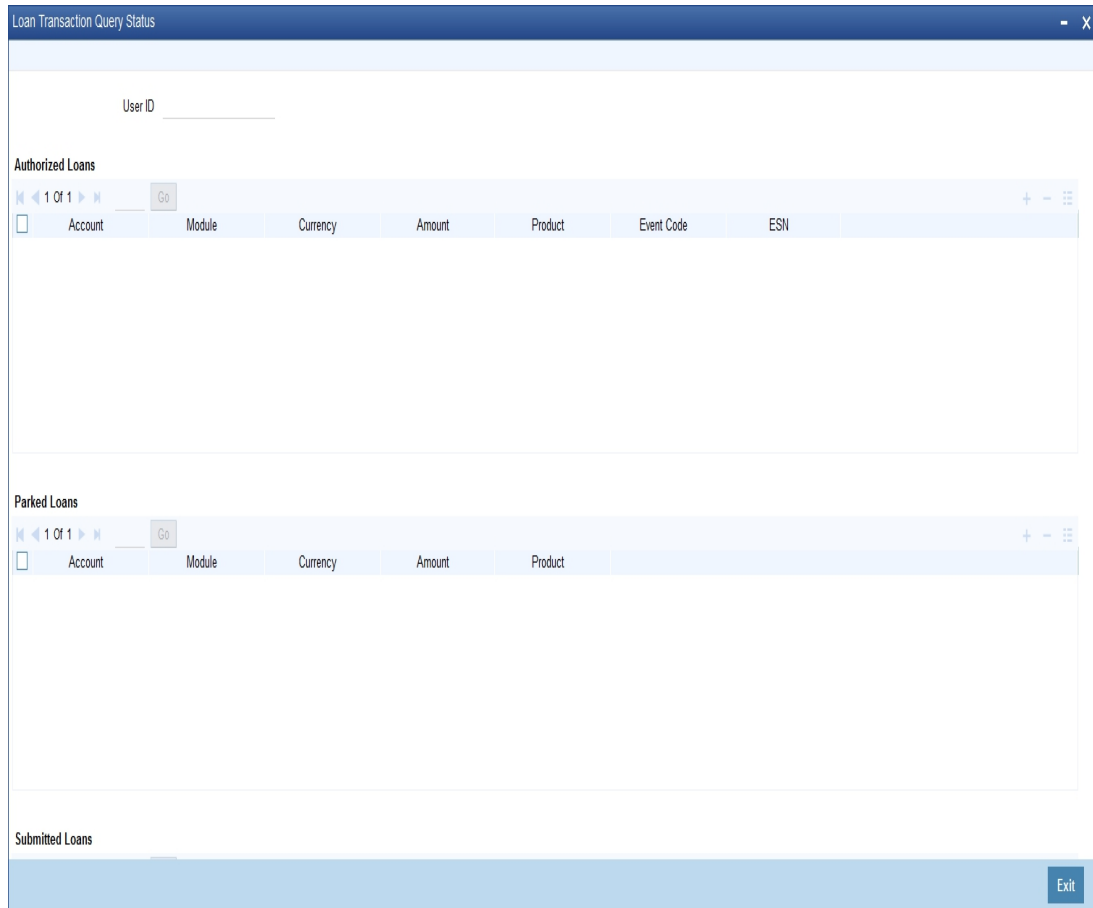 Loan Transaction Query Status
User ID
Authorized Loans
1 Of 1 Go
Account Module Currency Amount Product Event Code ESN
Parked Loans
1 Of 1 Go
Account Module Currency Amount Product
Submitted Loans
Exit